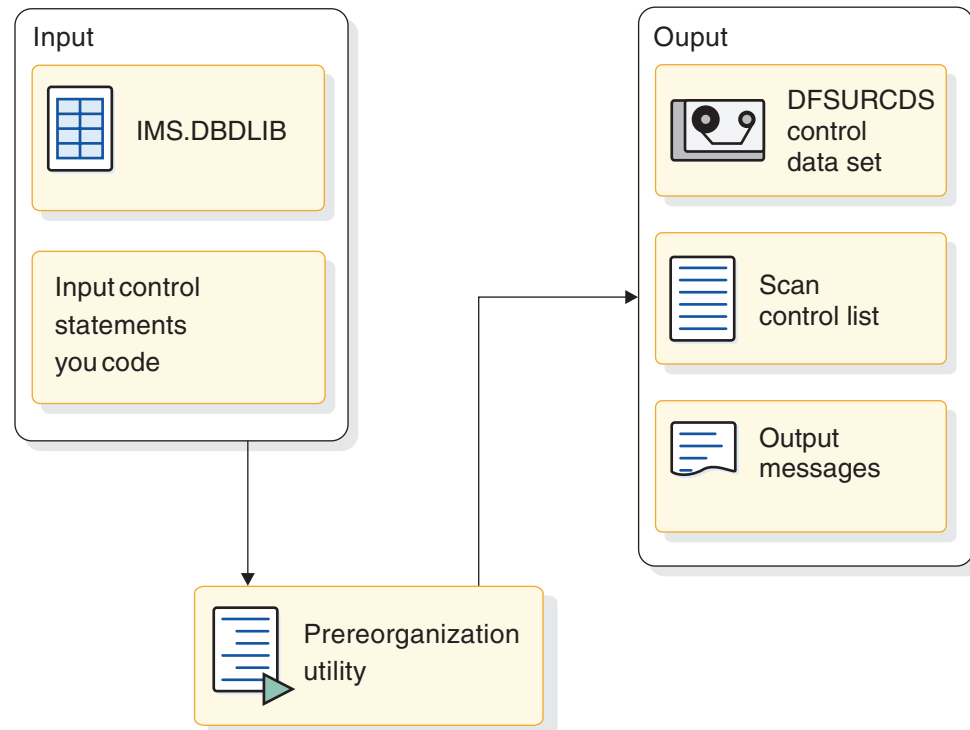 Input
IMS.DBDLIB
Input control
statements
you code
Prereorganization
utility
Ouput
DFSURCDS
control
data set
Scan
control list
Output
messages